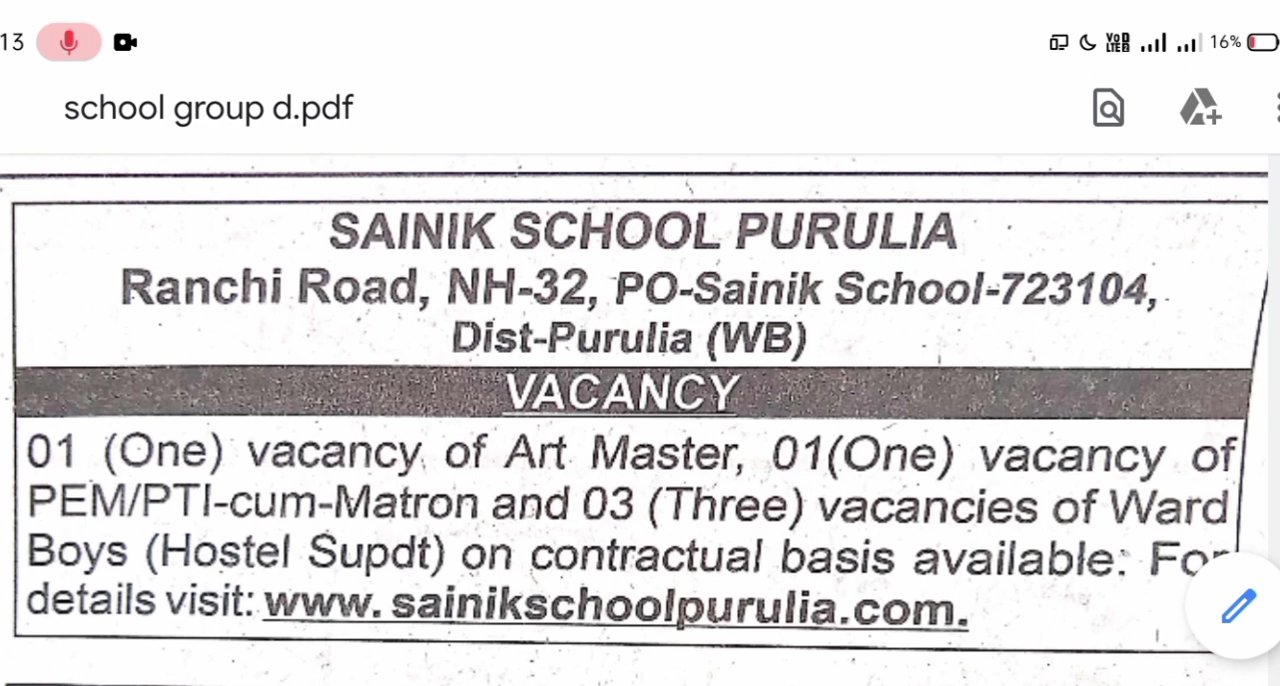 13
VoD LTE2 16%
school group d.pdf
SAINIK SCHOOL PURULIA
Ranchi Road, NH-32, PO-Sainik School-723104,
Dist-Purulia (WB)
VACANCY
01 (One) vacancy of Art Master, 01(One) vacancy of
PEM/PTI-cum-Matron and 03 (Three) vacancies of Ward
Boys (Hostel Supdt) on contractual basis available: For
details visit: www. sainikschoolpurulia.com.